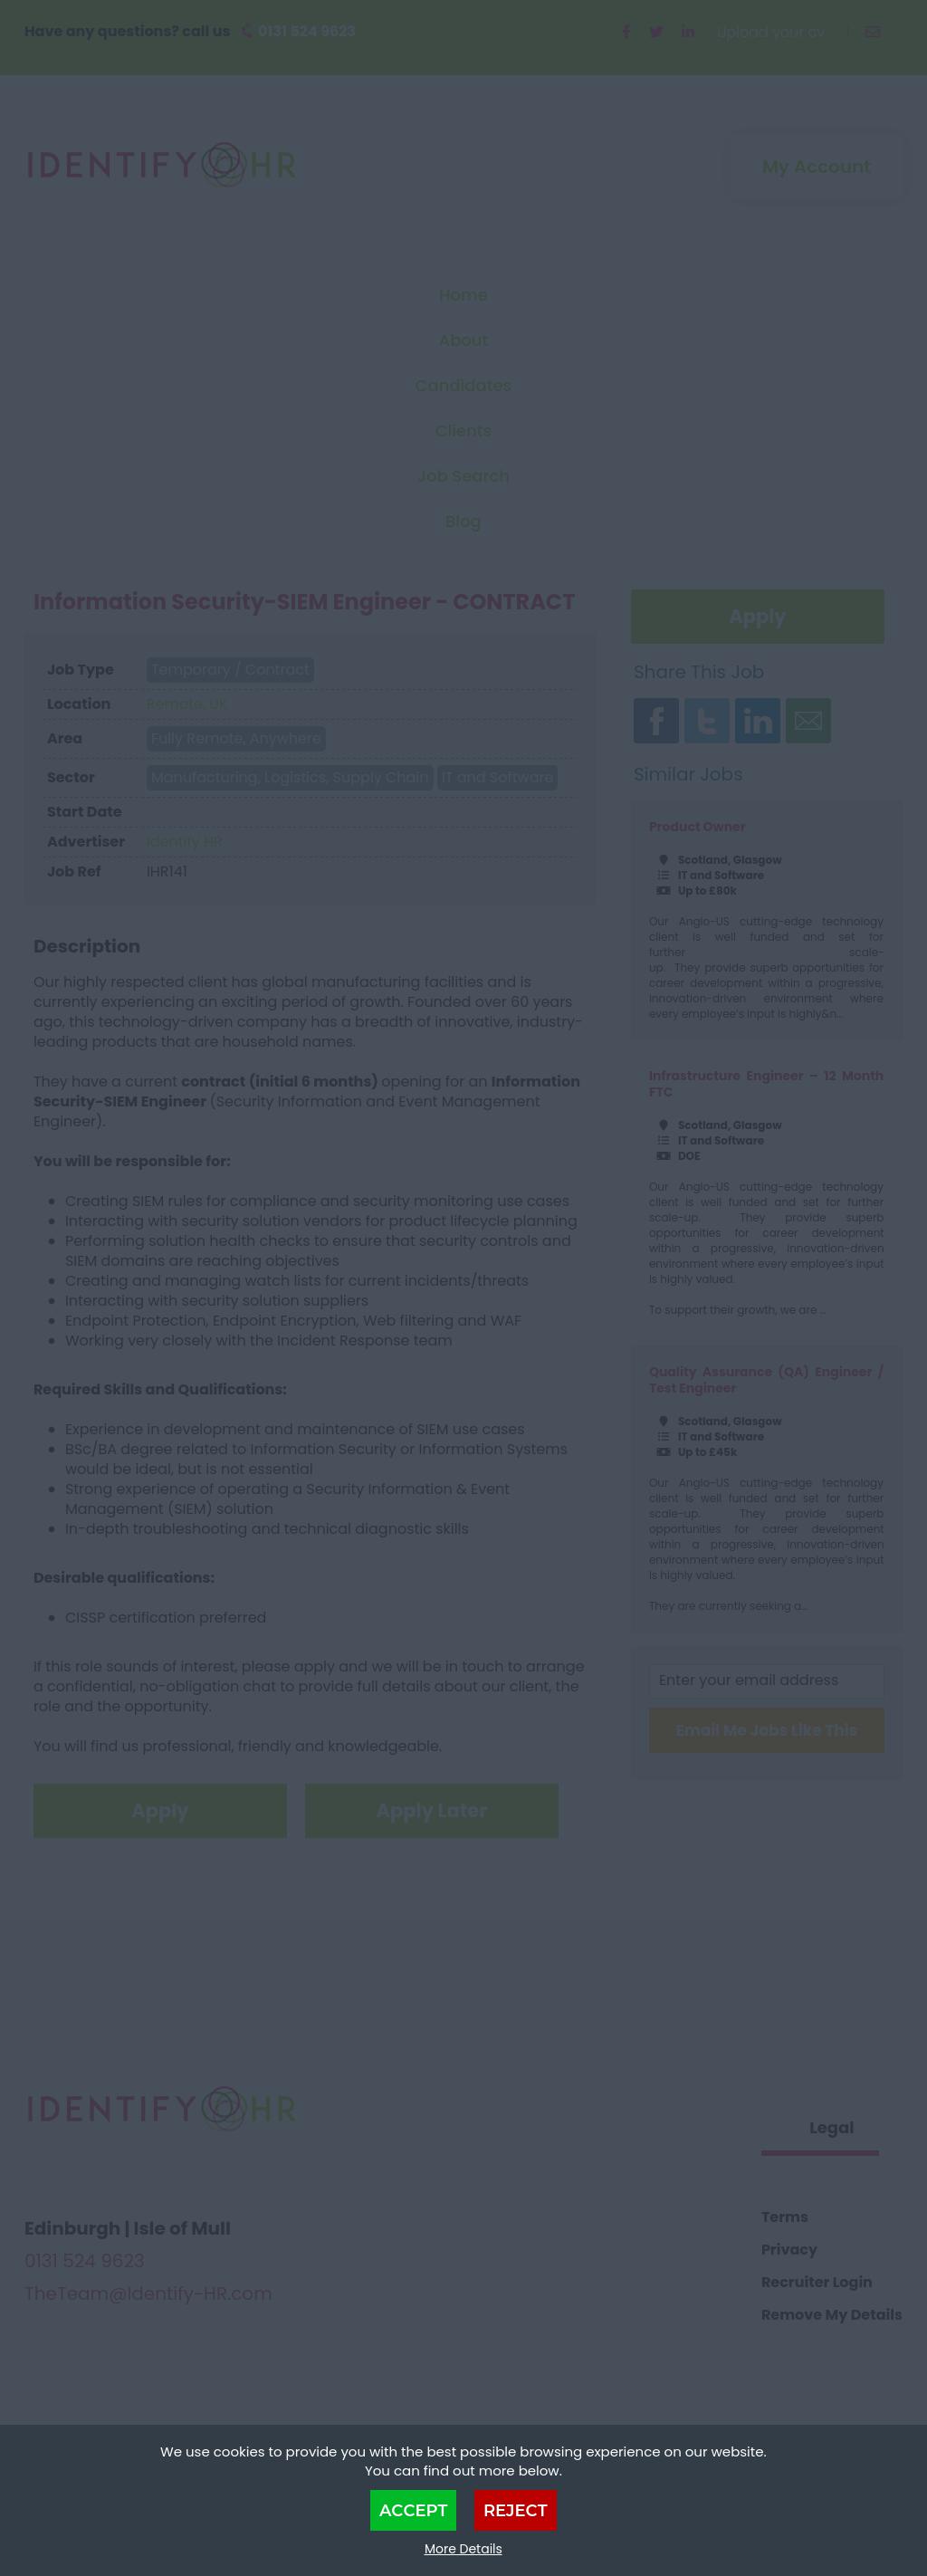 Have any questions? call us 0131 524 9623
Upload your cv
IDENTIFY HR
My Account
Home
About
Candidates
Clients
Job Search
Blog
Information Security-SIEM Engineer - CONTRACT
Job Type Temporary / Contract
Location Remote, UK
Area Fully Remote, Anywhere
Sector Manufacturing, Logistics, Supply Chain IT and Software
Start Date
Advertiser Identify HR
Job Ref IHR141
Description
Our highly respected client has global manufacturing facilities and is
currently experiencing an exciting period of growth. Founded over 60 years
ago, this technology-driven company has a breadth of innovative, industry-
leading products that are household names.
They have a current contract (initial 6 months) opening for an Information
Security-SIEM Engineer (Security Information and Event Management
Engineer).
You will be responsible for:
Creating SIEM rules for compliance and security monitoring use cases
Interacting with security solution vendors for product lifecycle planning
Performing solution health checks to ensure that security controls and
SIEM domains are reaching objectives
Creating and managing watch lists for current incidents/threats
Interacting with security solution suppliers
Endpoint Protection, Endpoint Encryption, Web filtering and WAF
Working very closely with the Incident Response team
Required Skills and Qualifications:
Experience in development and maintenance of SIEM use cases
BSc/BA degree related to Information Security or Information Systems
would be ideal, but is not essential
Strong experience of operating a Security Information & Event
Management (SIEM) solution
In-depth troubleshooting and technical diagnostic skills
Desirable qualifications:
CISSP certification preferred
If this role sounds of interest, please apply and we will be in touch to arrange
a confidential, no-obligation chat to provide full details about our client, the
role and the opportunity.
You will find us professional, friendly and knowledgeable.
Apply Apply Later
Apply
Share This Job
Similar Jobs
Product Owner
Scotland, Glasgow
IT and Software
Up to £80k
Our Anglo-US cutting-edge technology
client is well funded and set for
further scale-
up. They provide superb opportunities for
career development within a progressive,
innovation-driven environment where
every employee's input is highly&n...
Infrastructure Engineer – 12 Month
FTC
Scotland, Glasgow
IT and Software
DOE
Our Anglo-US cutting-edge technology
client is well funded and set for further
scale-up. They provide superb
opportunities for career development
within a progressive, innovation-driven
environment where every employee's input
is highly valued.
To support their growth, we are ...
Quality Assurance (QA) Engineer /
Test Engineer
Scotland, Glasgow
IT and Software
Up to £45k
Our Anglo-US cutting-edge technology
client is well funded and set for further
scale-up. They provide superb
opportunities for career development
within a progressive, innovation-driven
environment where every employee's input
is highly valued.
They are currently seeking a...
Enter your email address
Email Me Jobs Like This
IDENTIFY HR
Edinburgh | Isle of Mull
0131 524 9623
TheTeam@Identify-HR.com
Legal
Terms
Privacy
Recruiter Login
Remove My Details
We use cookies to provide you with the best possible browsing experience on our website.
You can find out more below.
ACCEPT REJECT
More Details